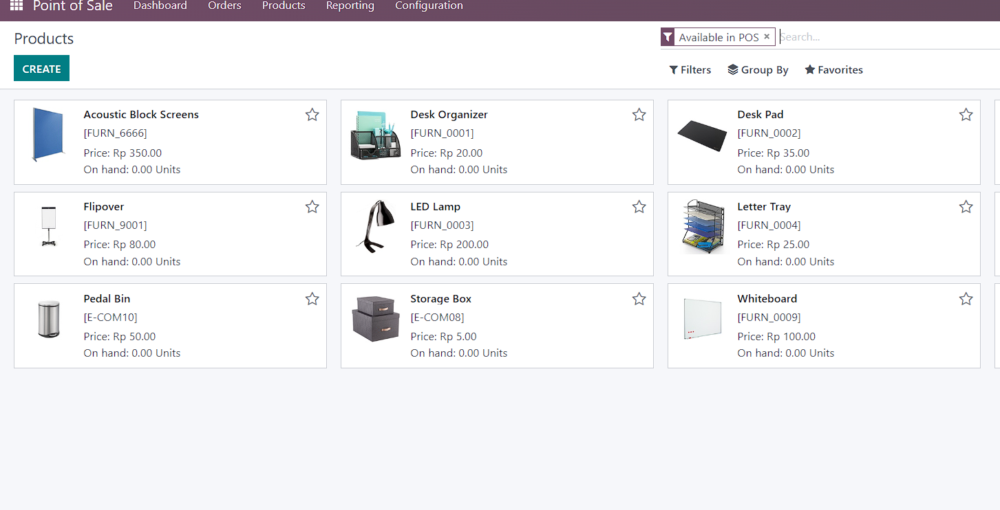 Point of Sale Dashboard Orders Products Reporting Configuration
Products
Available in POS × Search...
CREATE
Filters Group By Favorites
Acoustic Block Screens
[FURN_6666]
Price: Rp 350.00
On hand: 0.00 Units
Desk Organizer
[FURN_0001]
Price: Rp 20.00
On hand: 0.00 Units
Desk Pad
[FURN_0002]
Price: Rp 35.00
On hand: 0.00 Units
Flipover
[FURN_9001]
Price: Rp 80.00
On hand: 0.00 Units
LED Lamp
[FURN_0003]
Price: Rp 200.00
On hand: 0.00 Units
Letter Tray
[FURN_0004]
Price: Rp 25.00
On hand: 0.00 Units
Pedal Bin
[E-COM10]
Price: Rp 50.00
On hand: 0.00 Units
Storage Box
[E-COM08]
Price: Rp 5.00
On hand: 0.00 Units
Whiteboard
[FURN_0009]
Price: Rp 100.00
On hand: 0.00 Units